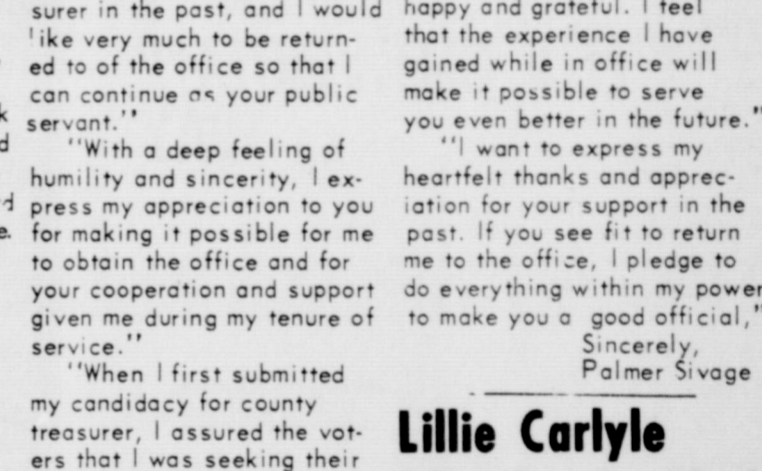 surer in the past, and I would
like very much to be return-
ed to of the office so that I
can continue as your public
servant."
"With a deep feeling of
humility and sincerity, I ex-
press my appreciation to you
for making it possible for me
to obtain the office and for
your cooperation and support
given me during my tenure of
service."
"When I first submitted
my candidacy for county
treasurer, I assured the vot-
ers that I was seeking their
happy and grateful. I feel
that the experience I have
gained while in office will
make it possible to serve
you even better in the future."
"I want to express my
heartfelt thanks and apprec-
iation for your support in the
past. If you see fit to return
me to the office, I pledge to
do everything within my power
to make you a good official,"
Sincerely,
Palmer Sivage
Lillie Carlyle